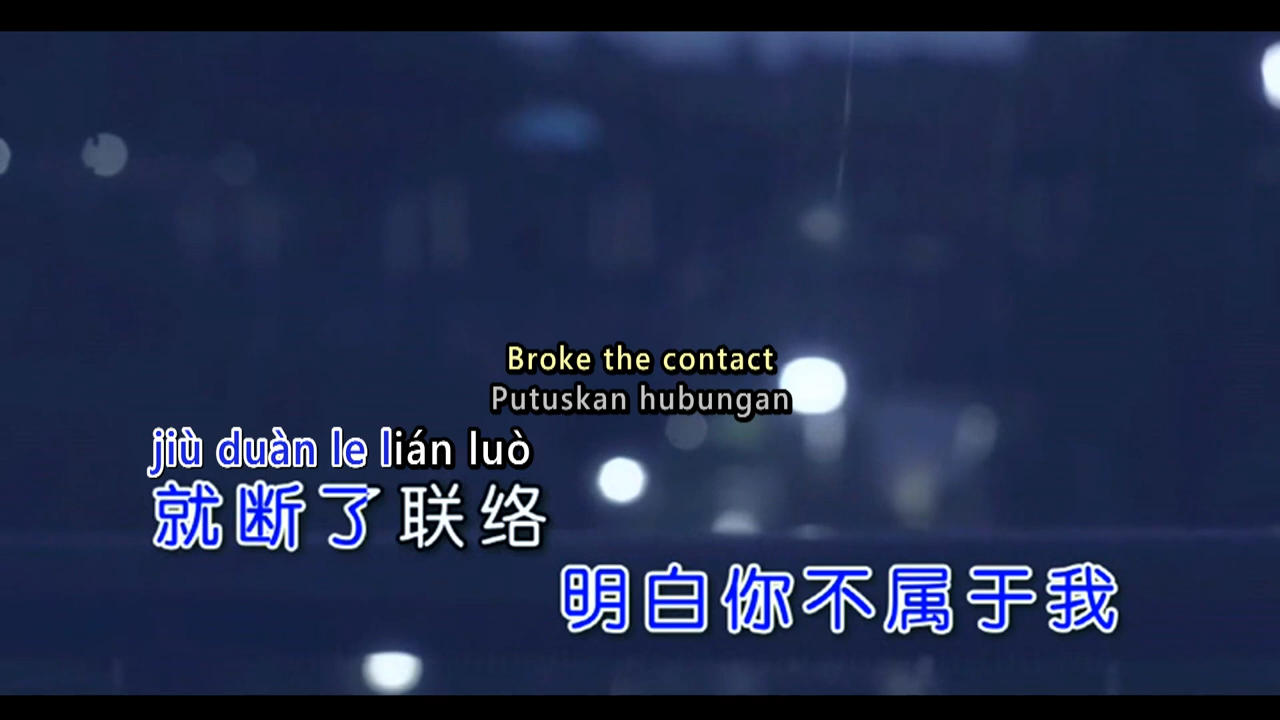 Broke the contact
Putuskan hubungan
jiù duàn le lián luò
就断了联络
明白你不属于我